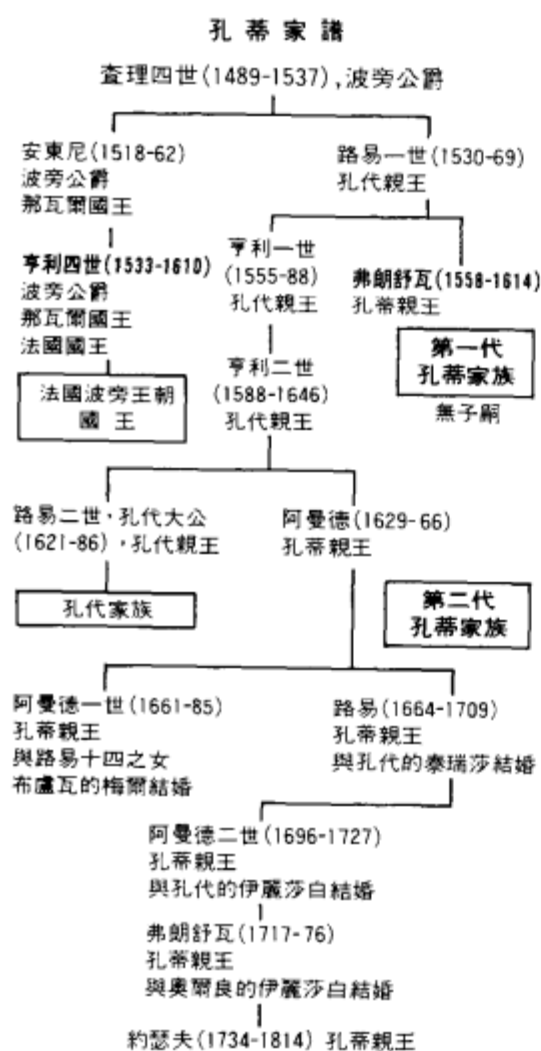 孔蒂家譜
查理四世(1489-1537),波旁公爵
安東尼(1518-62)
波旁公爵
那瓦爾國王
亨利四世(1533-1610)
波旁公爵
那瓦爾國王
法國國王
法國波旁王朝
國王
路易一世(1530-69)
孔代親王
亨利一世
(1555-88)
孔代親王
亨利二世
(1588-1646)
孔代親王
弗朗舒瓦(1558-1614)
孔蒂親王
第一代
孔蒂家族
無子嗣
路易二世,孔代大公
(1621-86),孔代親王
孔代家族
阿曼德(1629-66)
孔蒂親王
第二代
孔蒂家族
阿曼德一世(1661-85)
孔蒂親王
與路易十四之女
布盧瓦的梅爾結婚
路易(1664-1709)
孔蒂親王
與孔代的泰瑞莎結婚
阿曼德二世(1696-1727)
孔蒂親王
與孔代的伊麗莎白結婚
弗朗舒瓦(1717-76)
孔蒂親王
與奧爾良的伊麗莎白結婚
約瑟夫(1734-1814) 孔蒂親王